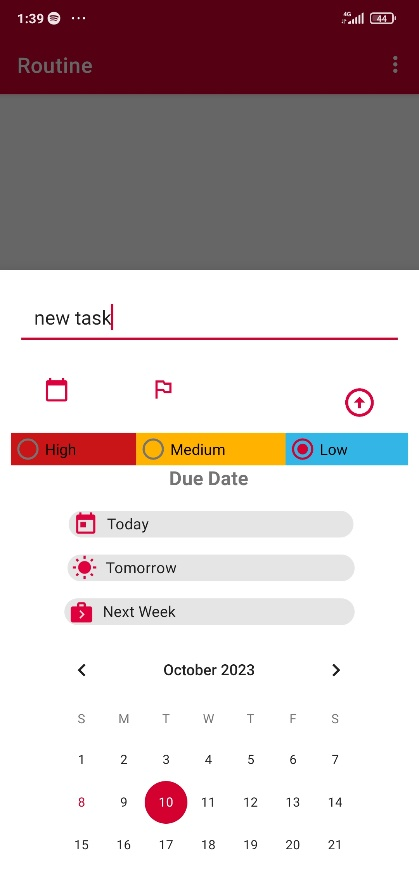 1:39 ...
4G 44
Routine
new task
High Medium Low
Due Date
Today
Tomorrow
Next Week
October 2023
S M T W T F S
1 2 3 4 5 6 7
8 9 10 11 12 13 14
15 16 17 18 19 20 21